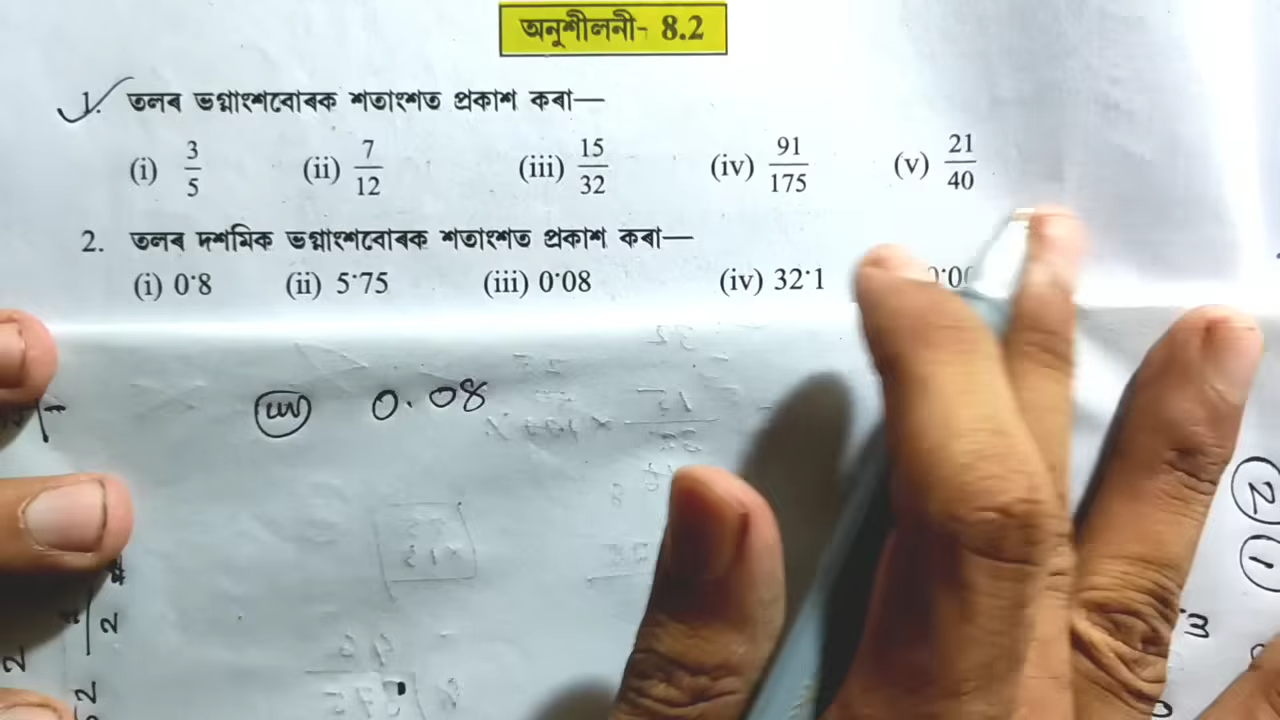 অনুশীলনী- 8.2
1. তলৰ ভগ্নাংশবোৰক শতাংশত প্ৰকাশ কৰা—
(i) 3/5 (ii) 7/12 (iii) 15/32 (iv) 91/175 (v) 21/40
2. তলৰ দশমিক ভগ্নাংশবোৰক শতাংশত প্ৰকাশ কৰা—
(i) 0·8 (ii) 5·75 (iii) 0·08 (iv) 32·1
0.08